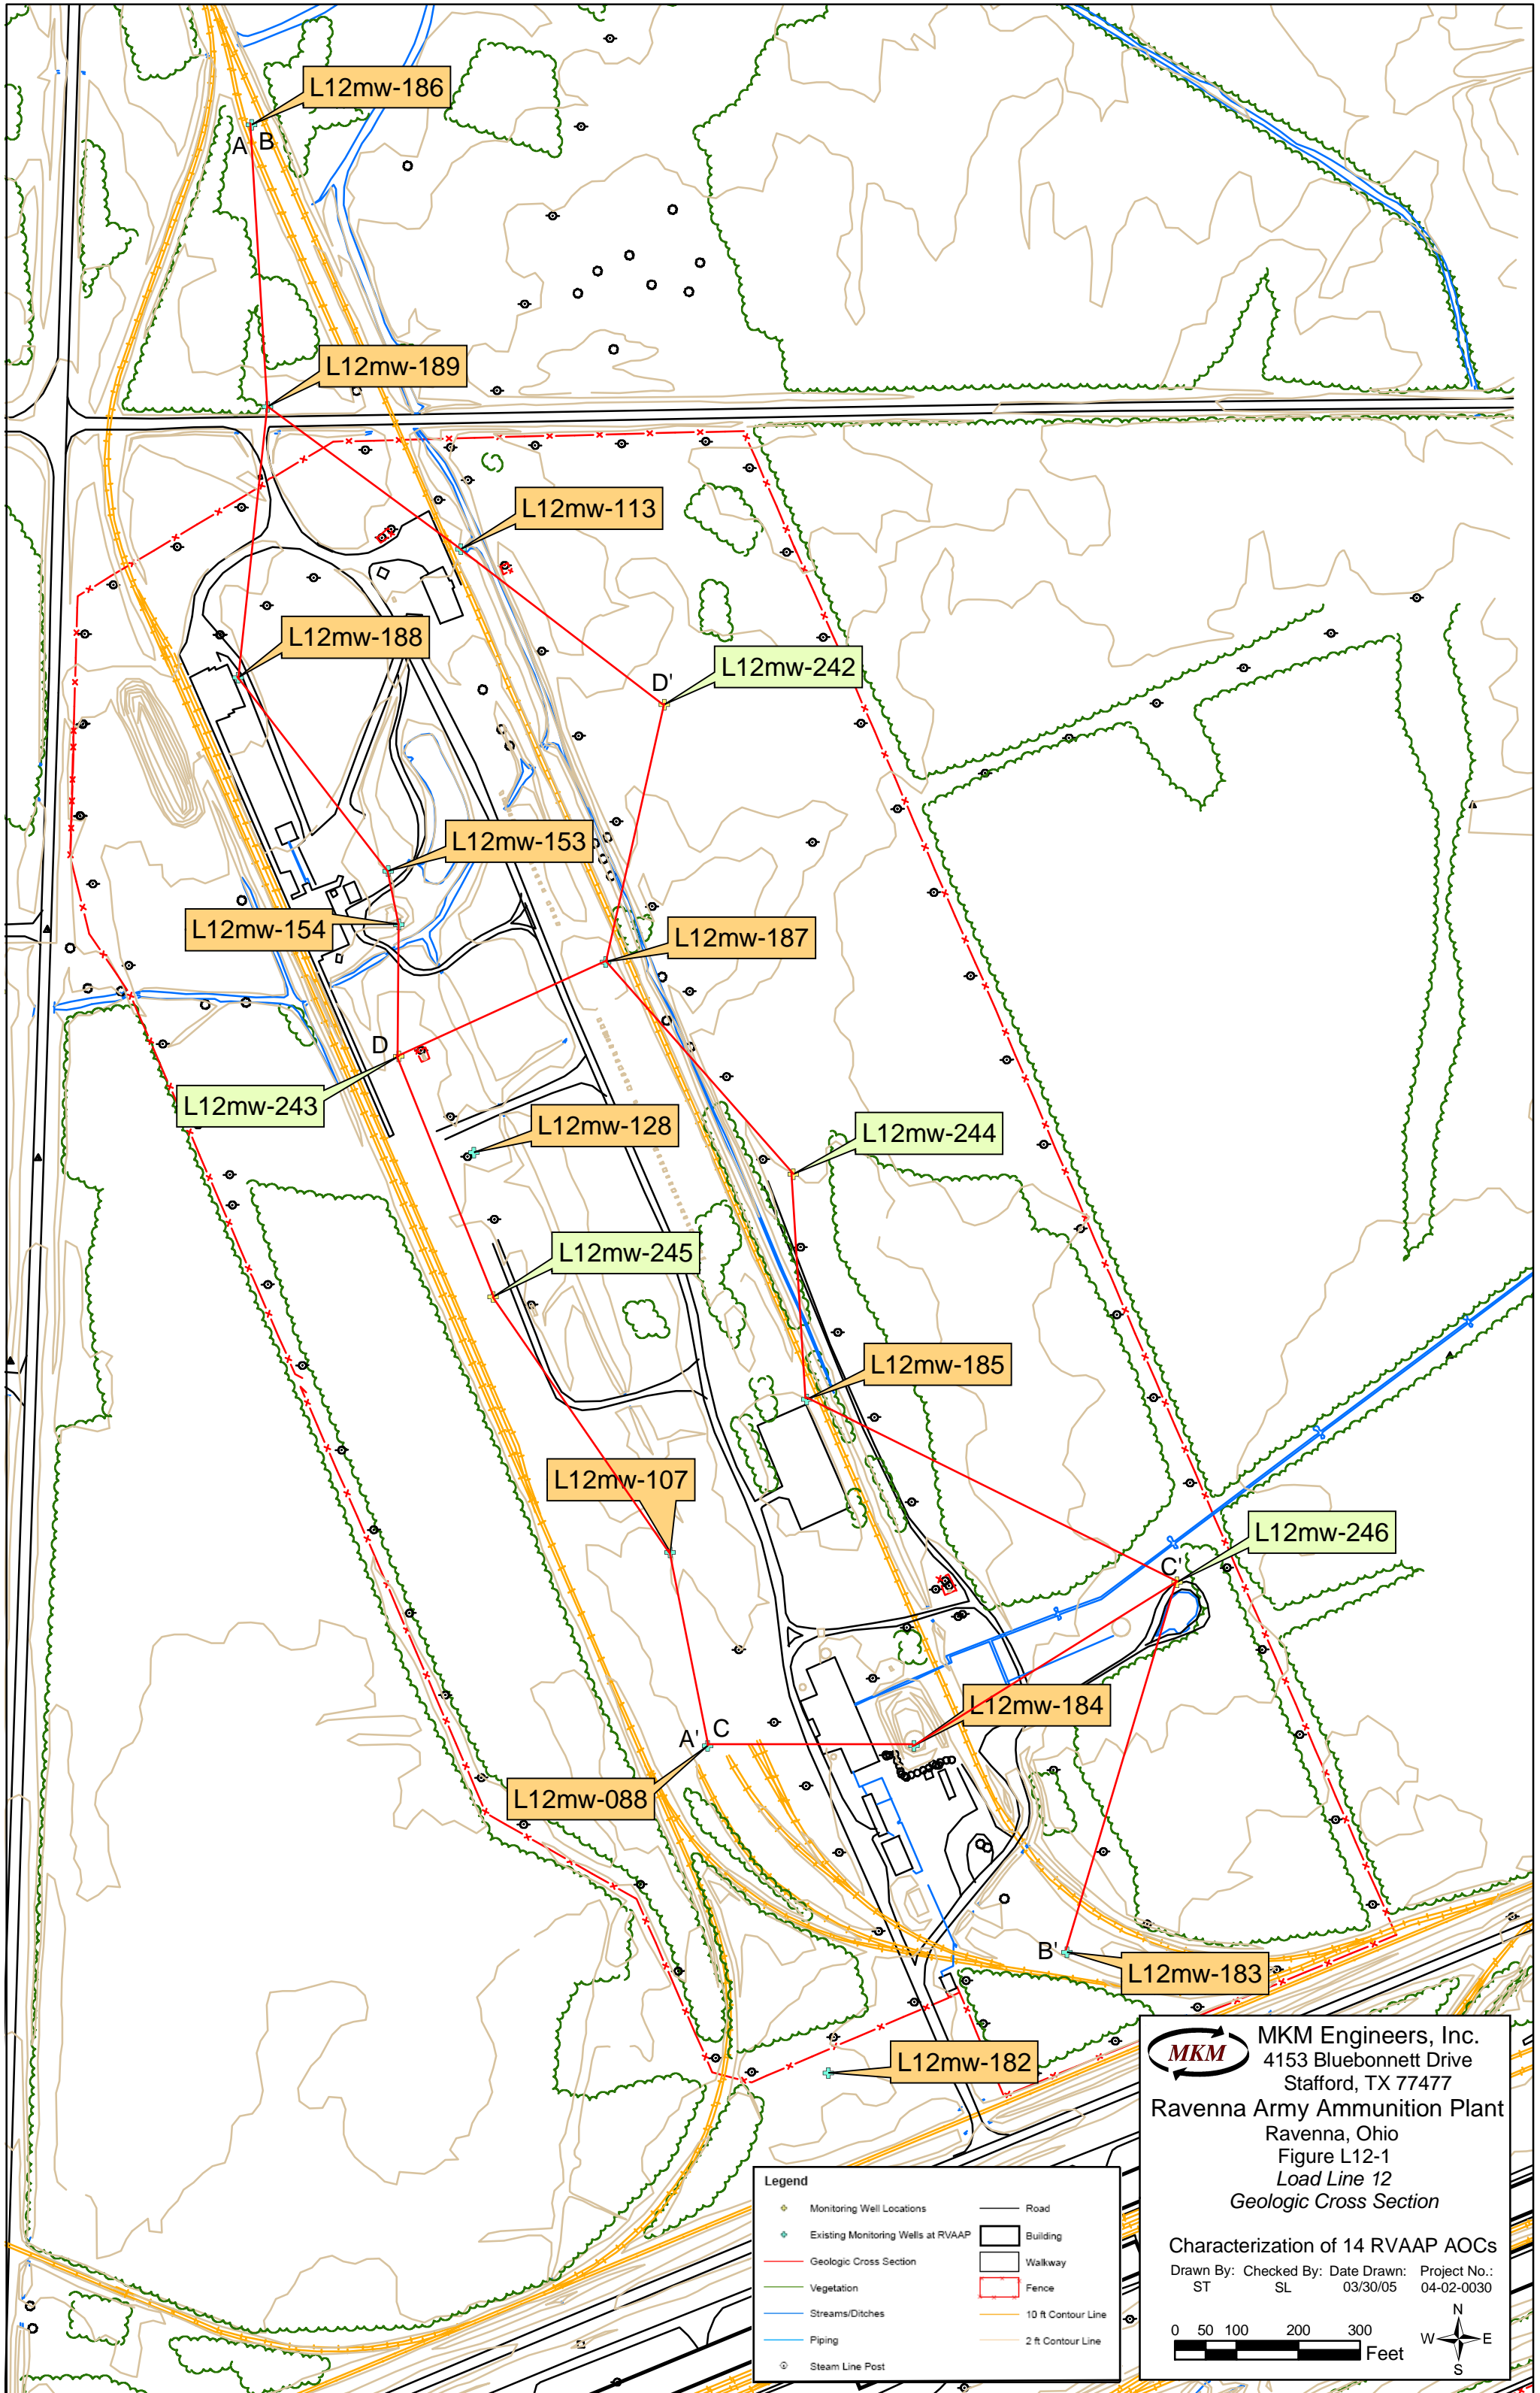 L12mw-186
A B
L12mw-189
L12mw-113
L12mw-188
L12mw-242
D'
L12mw-153
L12mw-154
L12mw-187
D
L12mw-243
L12mw-128
L12mw-244
L12mw-245
L12mw-185
L12mw-107
L12mw-246
C'
L12mw-184
A' C
L12mw-088
B'
L12mw-183
L12mw-182
MKM
MKM Engineers, Inc.
4153 Bluebonnett Drive
Stafford, TX 77477
Ravenna Army Ammunition Plant
Ravenna, Ohio
Figure L12-1
Load Line 12
Geologic Cross Section
Characterization of 14 RVAAP AOCs
Drawn By: Checked By: Date Drawn: Project No.:
ST SL 03/30/05 04-02-0030
0 50 100 200 300
Feet
N
W E
S
Legend
Monitoring Well Locations
Existing Monitoring Wells at RVAAP
Geologic Cross Section
Vegetation
Streams/Ditches
Piping
Steam Line Post
Road
Building
Walkway
Fence
10 ft Contour Line
2 ft Contour Line